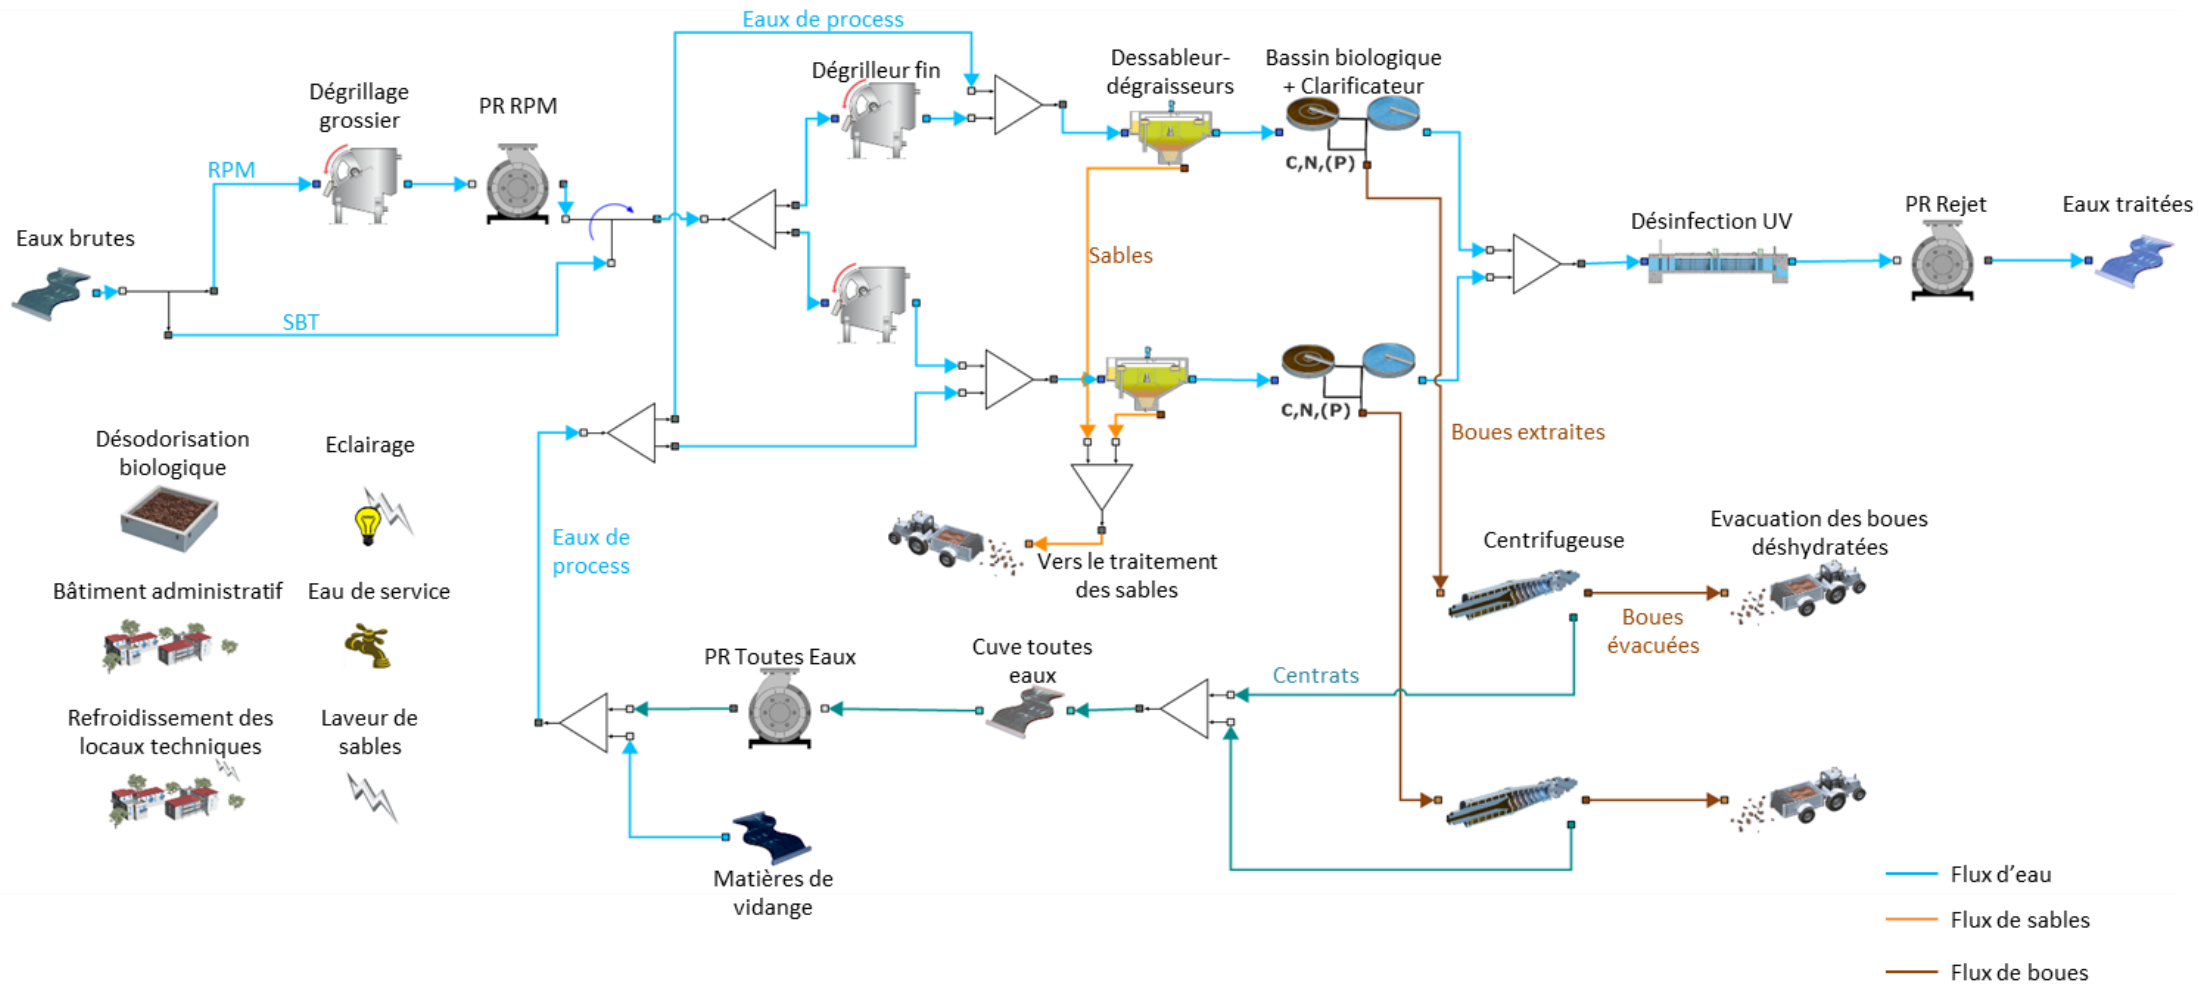 Eaux de process
Dégrillage
grossier
PR RPM
Dégrilleur fin
Dessableur-
dégraisseurs
Bassin biologique
+ Clarificateur
C,N,(P)
RPM
Eaux brutes
SBT
Sables
Désinfection UV
PR Rejet
Eaux traitées
C,N,(P)
Boues extraites
Désodorisation
biologique
Eclairage
Eaux de
process
Vers le traitement
des sables
Centrifugeuse
Evacuation des boues
déshydratées
Bâtiment administratif
Eau de service
PR Toutes Eaux
Cuve toutes
eaux
Centrats
Boues
évacuées
Refroidissement des
locaux techniques
Laveur de
sables
Matières de
vidange
Flux d'eau
Flux de sables
Flux de boues